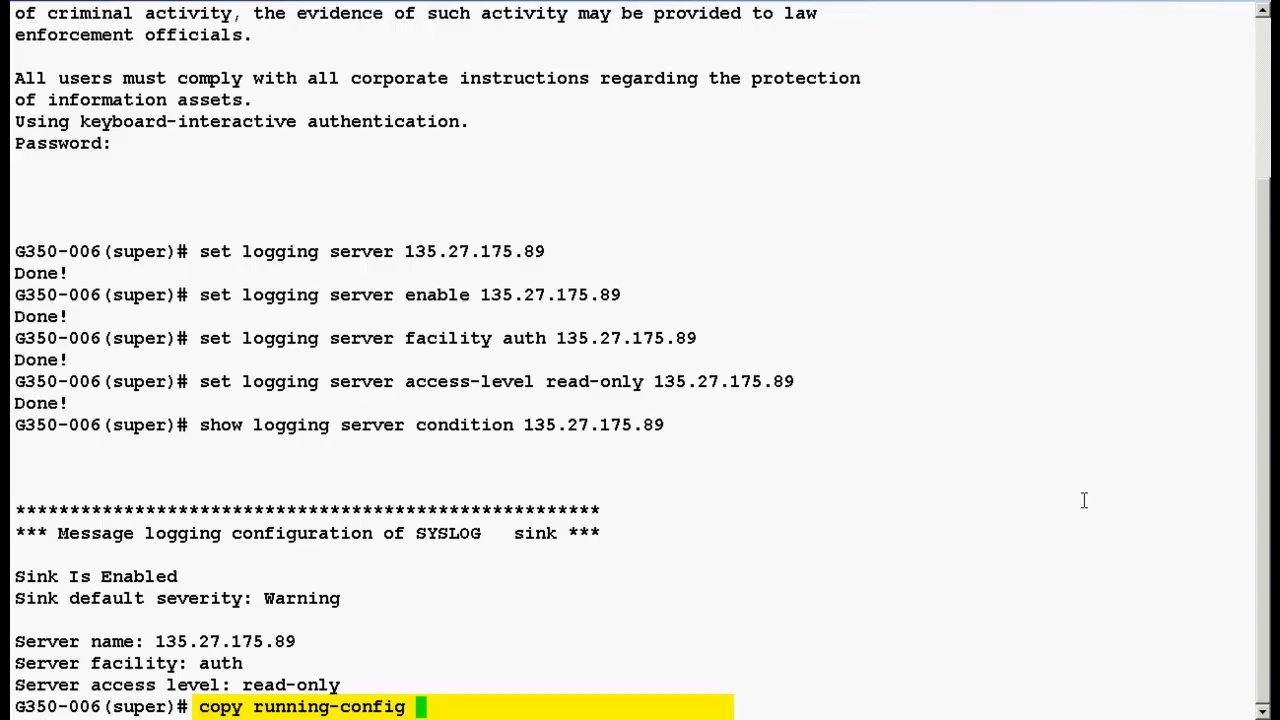 of criminal activity, the evidence of such activity may be provided to law
enforcement officials.
All users must comply with all corporate instructions regarding the protection
of information assets.
Using keyboard-interactive authentication.
Password:
G350-006(super)# set logging server 135.27.175.89
Done!
G350-006(super)# set logging server enable 135.27.175.89
Done!
G350-006(super)# set logging server facility auth 135.27.175.89
Done!
G350-006(super)# set logging server access-level read-only 135.27.175.89
Done!
G350-006(super)# show logging server condition 135.27.175.89
******************************************************
*** Message logging configuration of SYSLOG   sink ***
Sink Is Enabled
Sink default severity: Warning
Server name: 135.27.175.89
Server facility: auth
Server access level: read-only
G350-006(super)# copy running-config